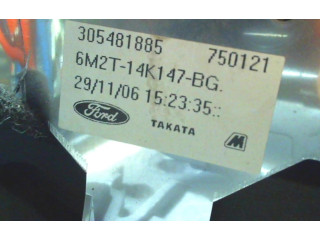 305481885 750121
6M2T-14K147-BG.
29/11/06 15:23:35::
Ford TAKATA M